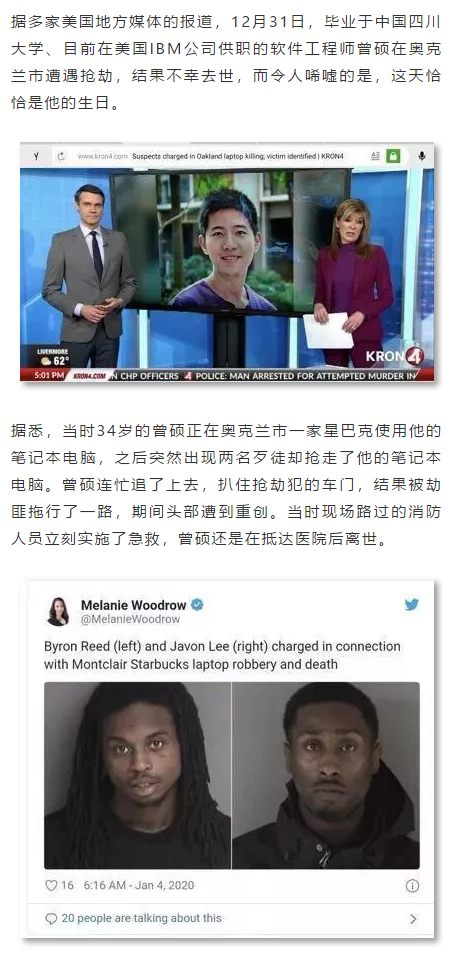 据多家美国地方媒体的报道，12月31日，毕业于中国四川
大学、目前在美国IBM公司供职的软件工程师曾硕在奥克
兰市遭遇抢劫，结果不幸去世，而令人唏嘘的是，这天恰
恰是他的生日。
www.kron4.com Suspects charged in Oakland laptop killing; victim identified | KRON4
LIVERMORE
62°
KRON4
5:01 PM KRON4.COM N CHP OFFICERS 4 POLICE: MAN ARRESTED FOR ATTEMPTED MURDER IN
据悉，当时34岁的曾硕正在奥克兰市一家星巴克使用他的
笔记本电脑，之后突然出现两名歹徒却抢走了他的笔记本
电脑。曾硕连忙追了上去，扒住抢劫犯的车门，结果被劫
匪拖行了一路，期间头部遭到重创。当时现场路过的消防
人员立刻实施了急救，曾硕还是在抵达医院后离世。
Melanie Woodrow
@MelanieWoodrow
Byron Reed (left) and Javon Lee (right) charged in connection
with Montclair Starbucks laptop robbery and death
16 6:16 AM - Jan 4, 2020
20 people are talking about this